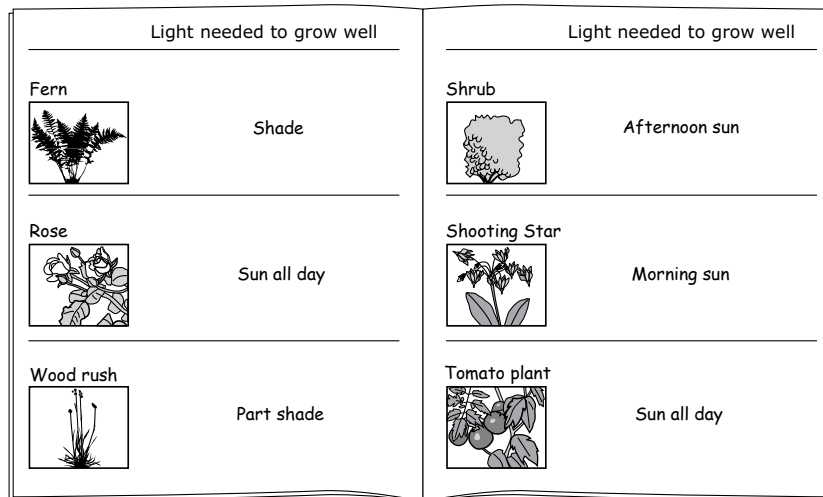 Light needed to grow well
Fern
Shade
Rose
Sun all day
Wood rush
Part shade
Light needed to grow well
Shrub
Afternoon sun
Shooting Star
Morning sun
Tomato plant
Sun all day